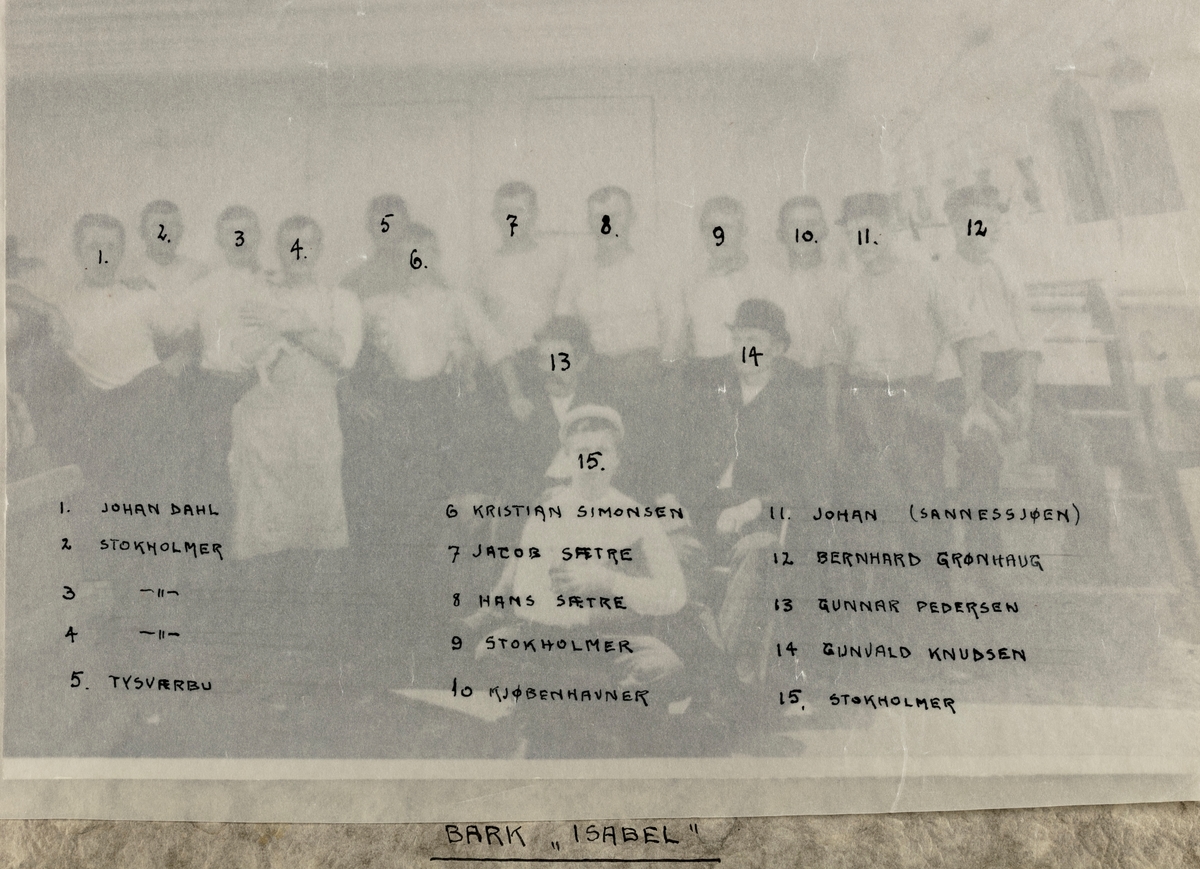 1.
2.
3
4.
5
6.
7
8.
9
10.
11.
12
13
14
15.
1. JOHAN DAHL
2 STOKHOLMER
3 —"—
4 —"—
5. TYSVÆRBU
6 KRISTIAN SIMONSEN
7 JACOB SÆTRE
8 HANS SÆTRE
9 STOKHOLMER
10 KJØBENHAVNER
11. JOHAN (SANNESSJØEN)
12 BERNHARD GRØNHAUG
13 GUNNAR PEDERSEN
14 GUNVALD KNUDSEN
15. STOKHOLMER
BARK „ISABEL"